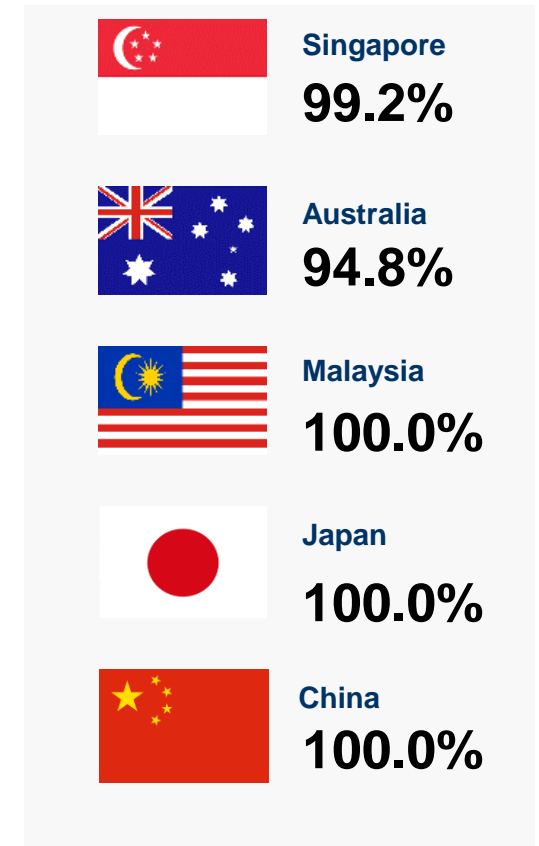 Singapore
99.2%
Australia
94.8%
Malaysia
100.0%
Japan
100.0%
China
100.0%